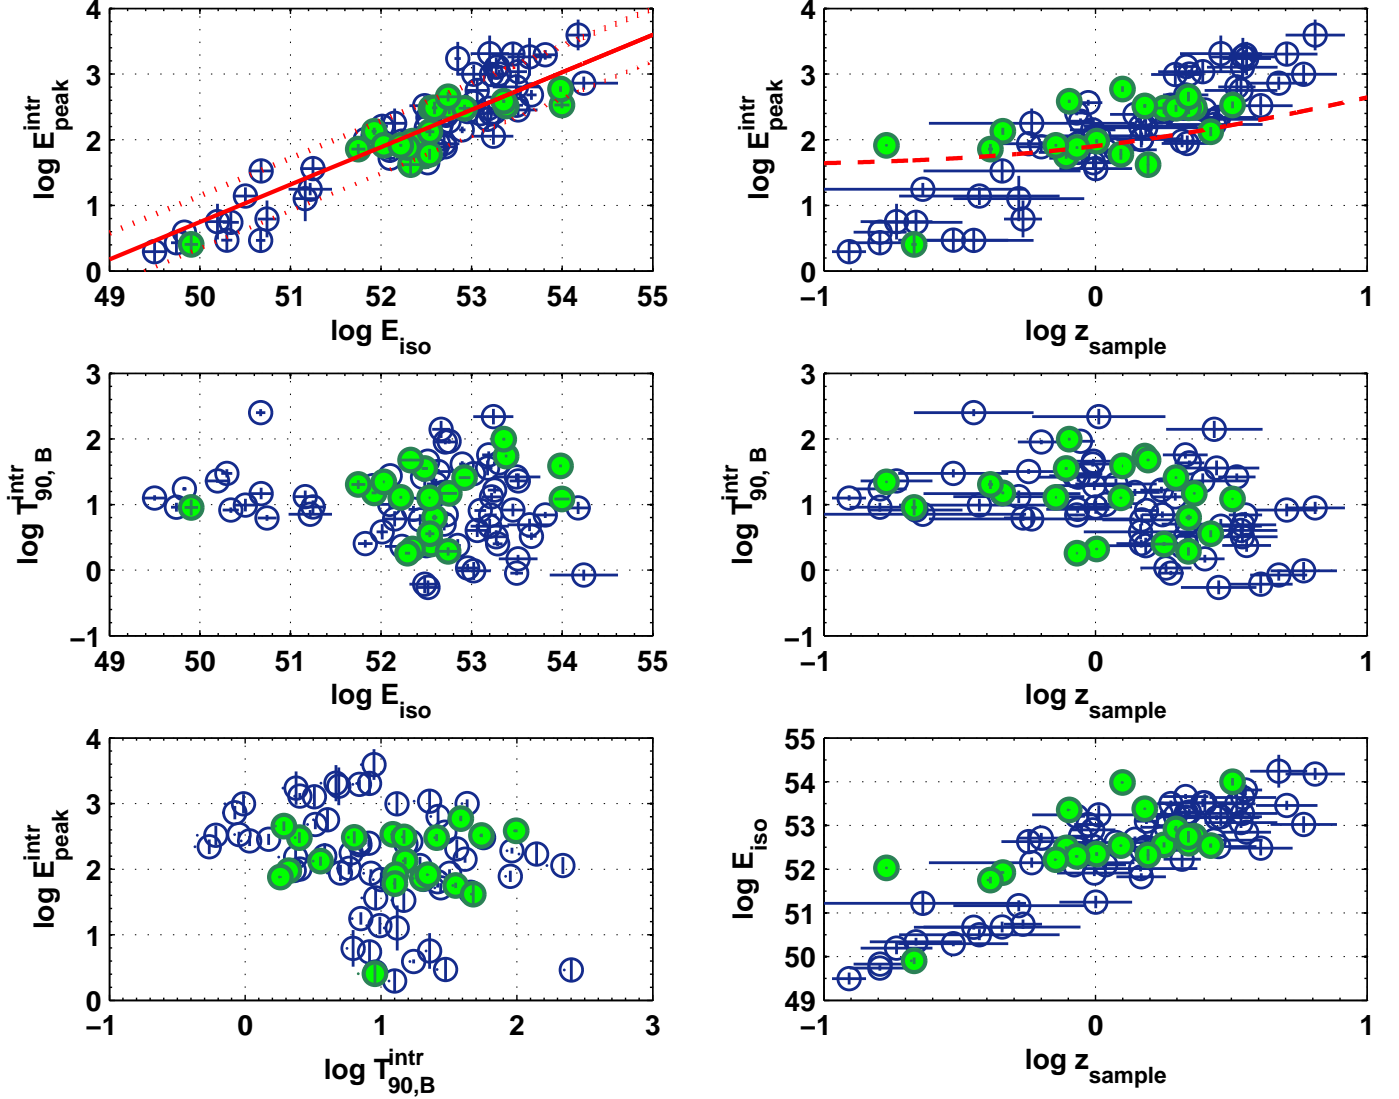 4
3
2
1
0
log E^intr_peak
49 50 51 52 53 54 55
log E_iso
4
3
2
1
0
log E^intr_peak
−1 0 1
log z_sample
3
2
1
0
−1
log T^intr_90, B
49 50 51 52 53 54 55
log E_iso
3
2
1
0
−1
log T^intr_90, B
−1 0 1
log z_sample
4
3
2
1
0
log E^intr_peak
−1 0 1 2 3
log T^intr_90,B
55
54
53
52
51
50
49
log E_iso
−1 0 1
log z_sample